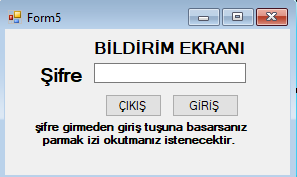 Form5
BİLDİRİM EKRANI
Şifre
ÇIKIŞ GİRİŞ
şifre girmeden giriş tuşuna basarsanız
parmak izi okutmanız istenecektir.